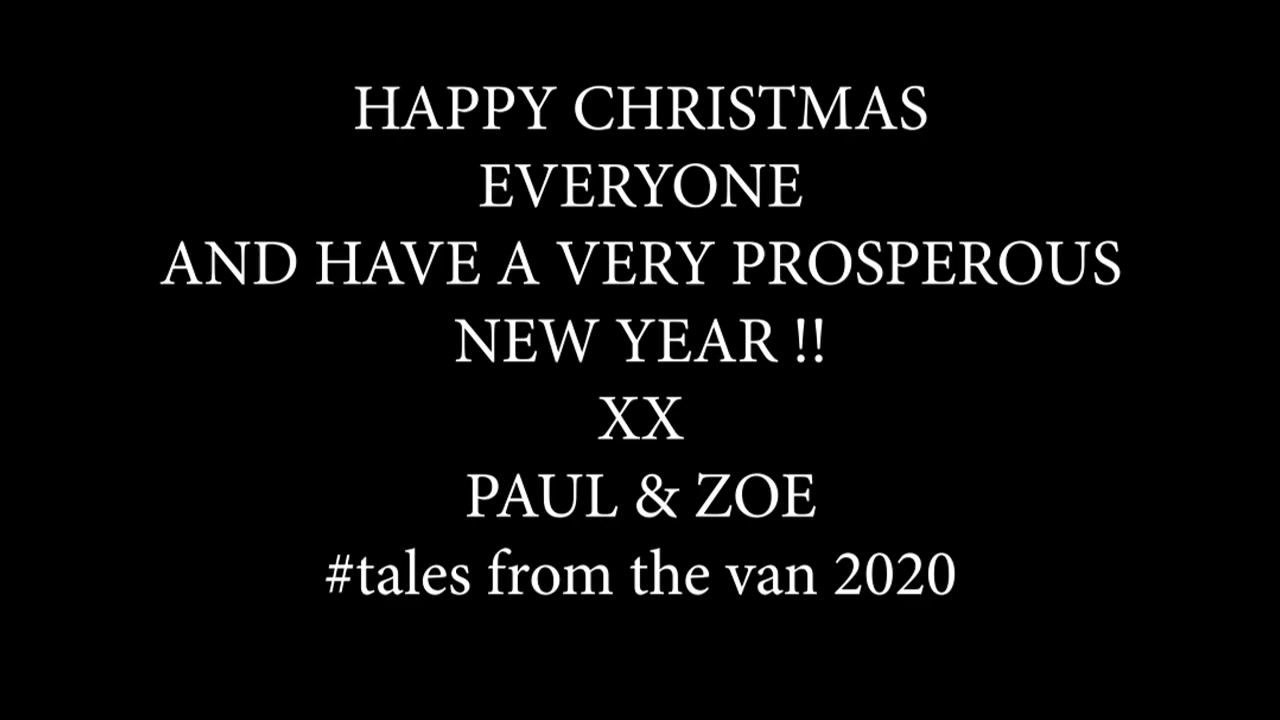 HAPPY CHRISTMAS
EVERYONE
AND HAVE A VERY PROSPEROUS
NEW YEAR !!
XX
PAUL & ZOE
#tales from the van 2020